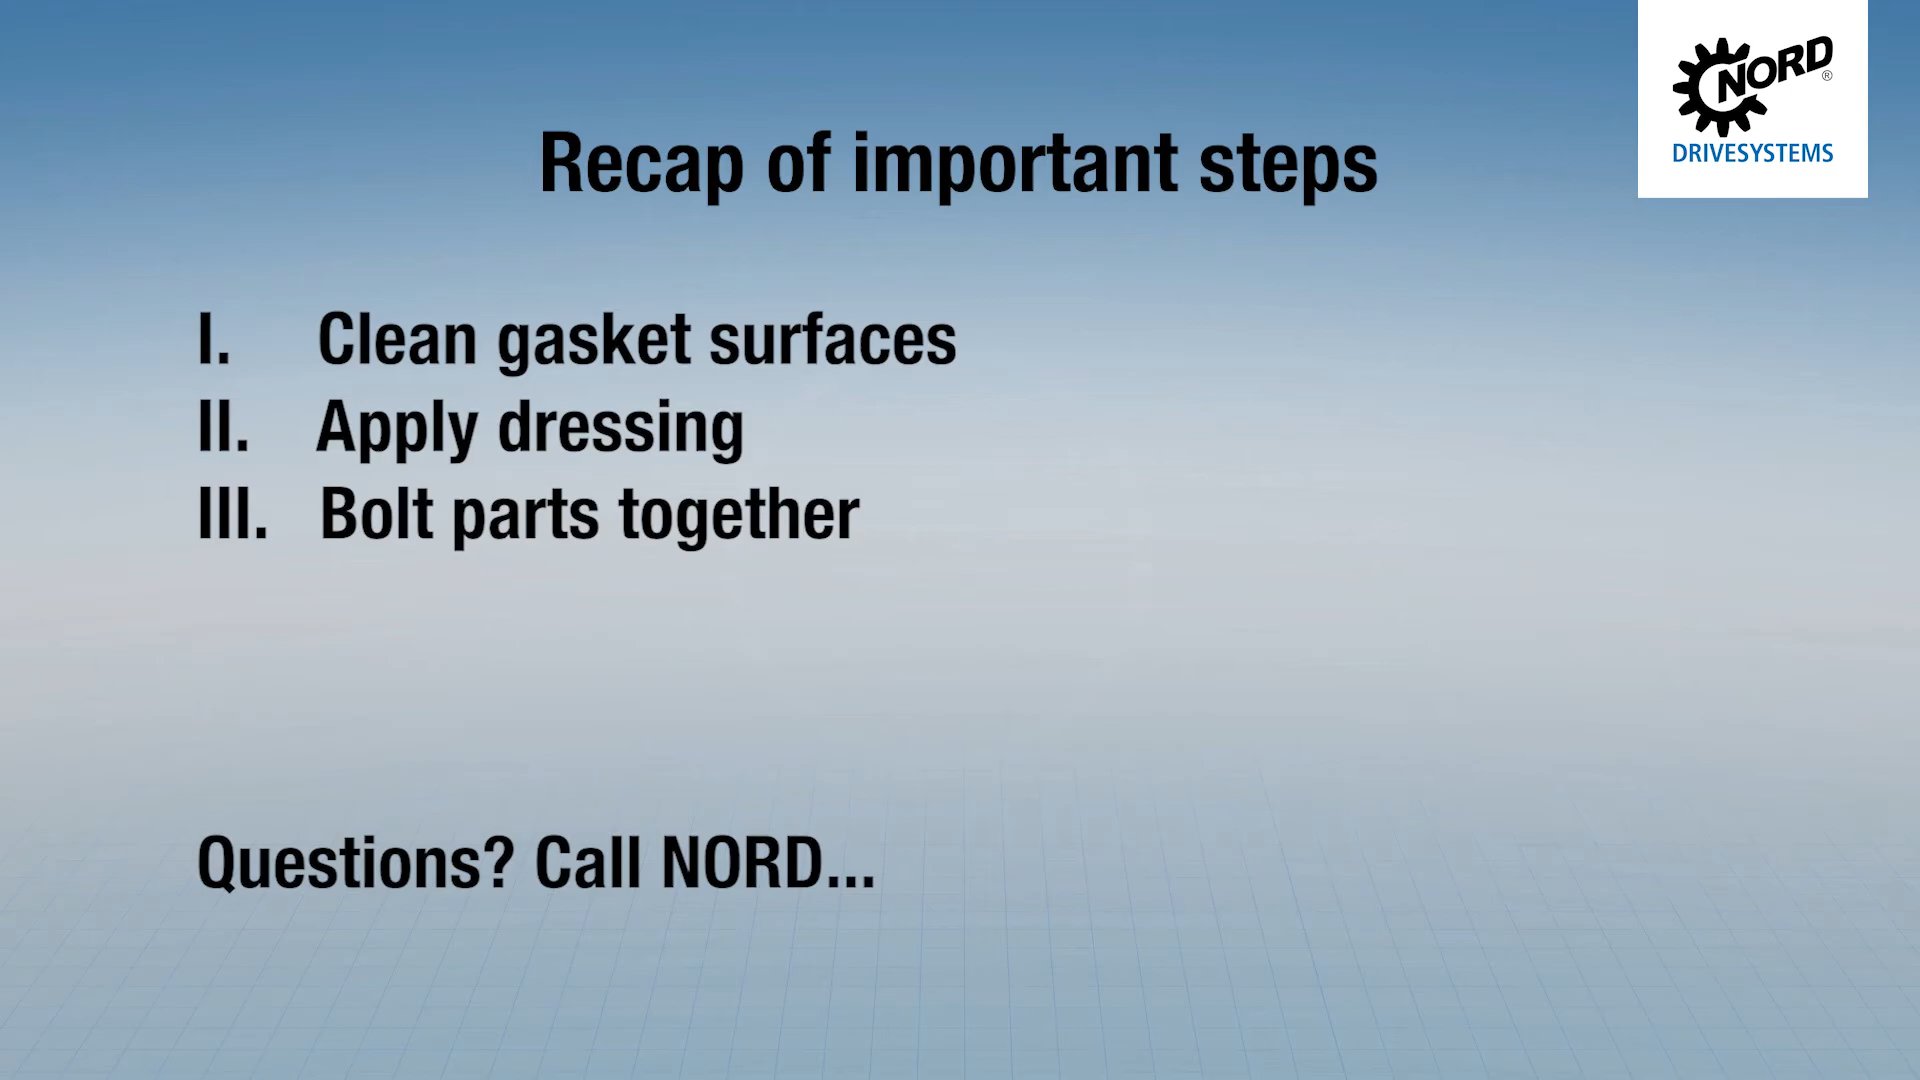 NORD®
DRIVESYSTEMS
Recap of important steps
I. Clean gasket surfaces
II. Apply dressing
III. Bolt parts together
Questions? Call NORD...